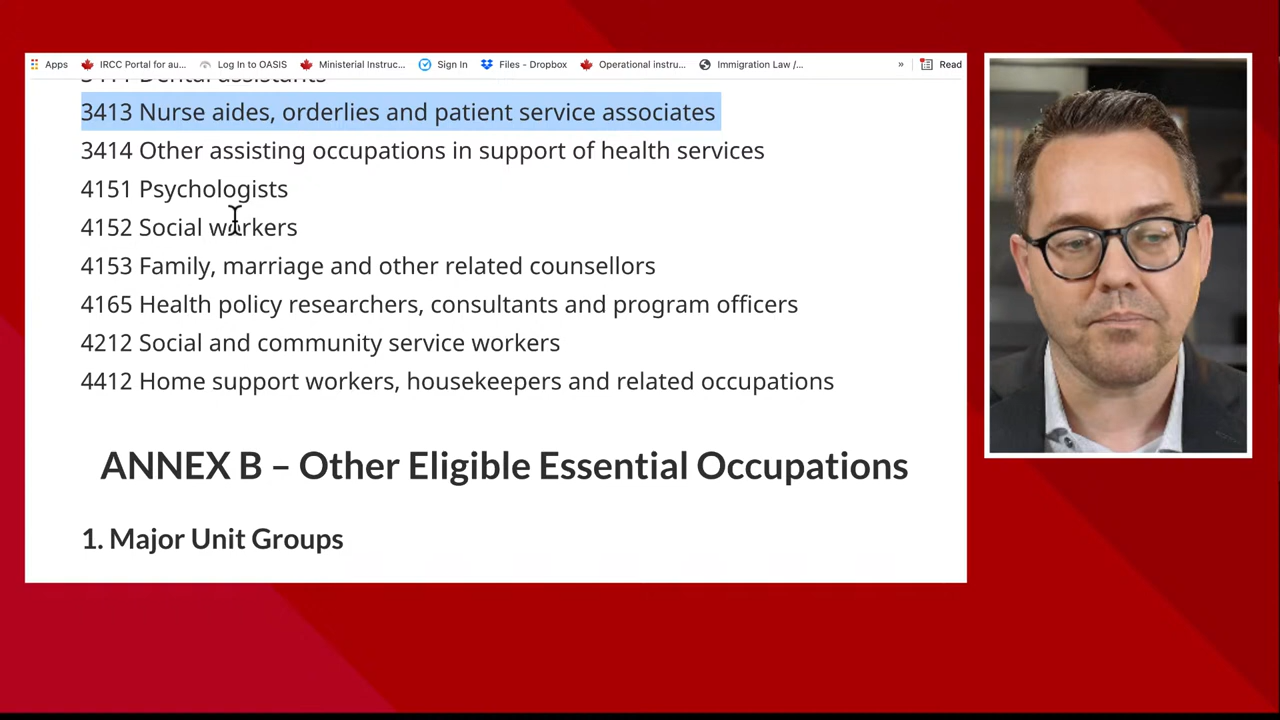 Apps IRCC Portal for au... Log In to OASIS Ministerial Instruc... Sign In Files - Dropbox Operational instru... Immigration Law /... » Read
Dental assistants
3413 Nurse aides, orderlies and patient service associates
3414 Other assisting occupations in support of health services
4151 Psychologists
4152 Social workers
4153 Family, marriage and other related counsellors
4165 Health policy researchers, consultants and program officers
4212 Social and community service workers
4412 Home support workers, housekeepers and related occupations
ANNEX B – Other Eligible Essential Occupations
1. Major Unit Groups